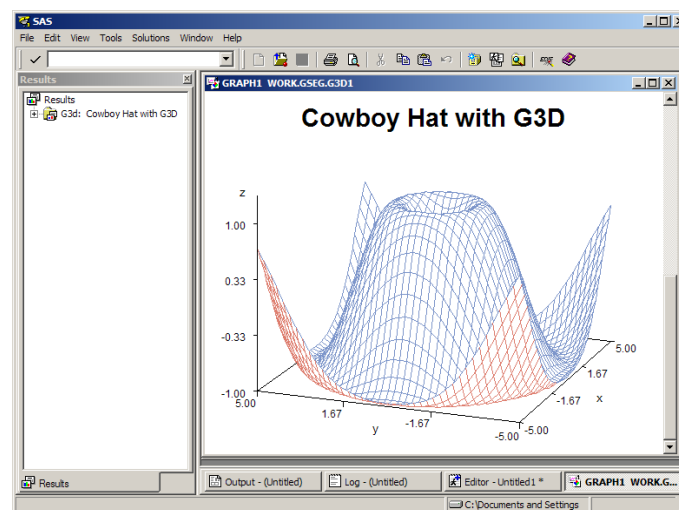 SAS
File Edit View Tools Solutions Window Help
Results
Results
G3d: Cowboy Hat with G3D
GRAPH1 WORK.GSEG.G3D1
Cowboy Hat with G3D
z
1.00
0.33
-0.33
-1.00
5.00
1.67
y
-1.67
-5.00
-5.00
-1.67
x
1.67
5.00
Results
Output - (Untitled)
Log - (Untitled)
Editor - Untitled1 *
GRAPH1 WORK.G...
C:\Documents and Settings